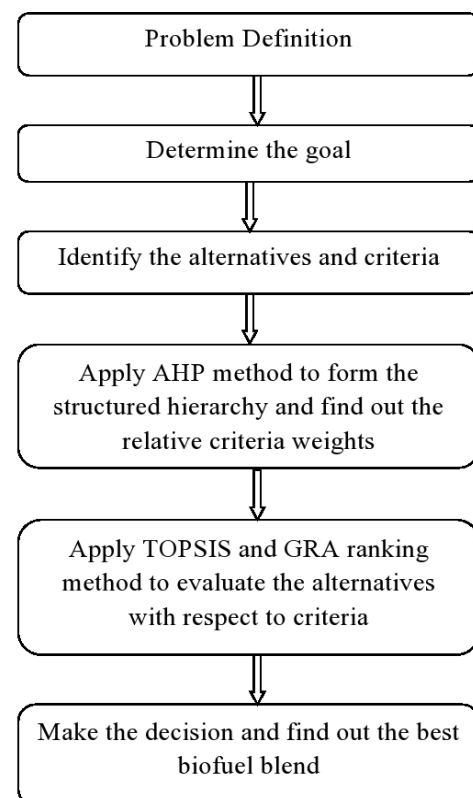 Problem Definition
Determine the goal
Identify the alternatives and criteria
Apply AHP method to form the
structured hierarchy and find out the
relative criteria weights
Apply TOPSIS and GRA ranking
method to evaluate the alternatives
with respect to criteria
Make the decision and find out the best
biofuel blend